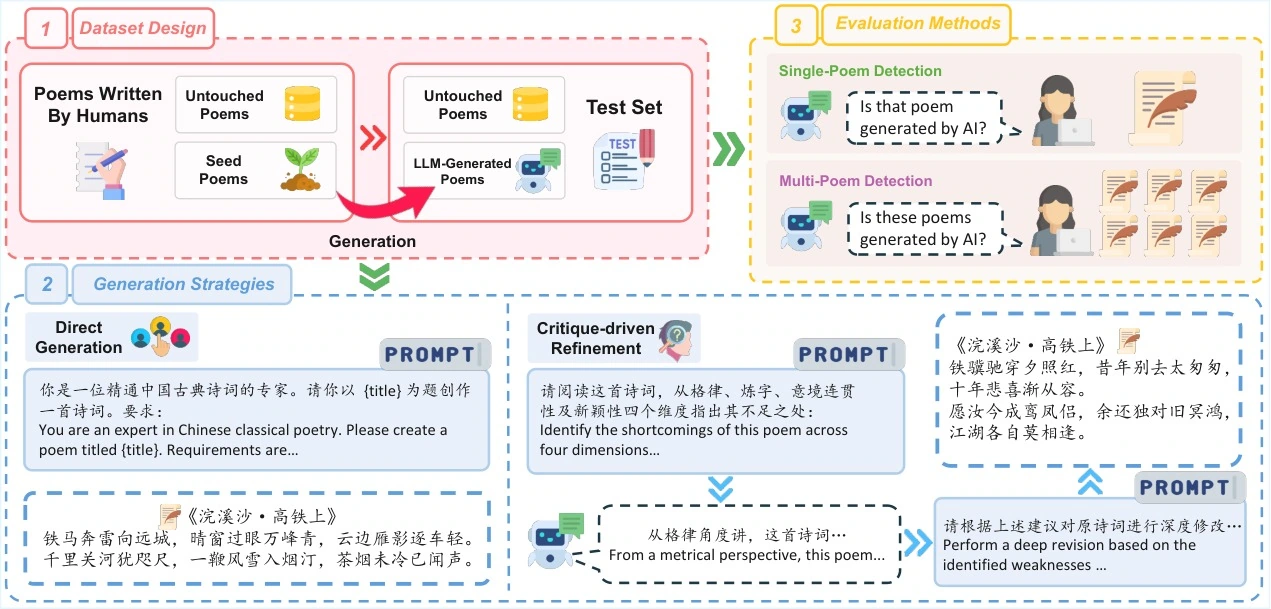 1
Dataset Design
Poems Written
By Humans
Untouched
Poems
Seed
Poems
Untouched
Poems
LLM-Generated
Poems
Test Set
TEST
Generation
3
Evaluation Methods
Single-Poem Detection
Is that poem
generated by AI?
Multi-Poem Detection
Is these poems
generated by AI?
2
Generation Strategies
Direct
Generation
PROMPT
你是一位精通中国古典诗词的专家。请你以 {title} 为题创作
一首诗词。要求：
You are an expert in Chinese classical poetry. Please create a
poem titled {title}. Requirements are...
《浣溪沙·高铁上》
铁马奔雷向远城，晴窗过眼万峰青，云边雁影逐车轻。
千里关河犹咫尺，一鞭风雪入烟汀，茶烟未冷已闻声。
Critique-driven
Refinement
PROMPT
请阅读这首诗词，从格律、炼字、意境连贯
性及新颖性四个维度指出其不足之处：
Identify the shortcomings of this poem across
four dimensions...
从格律角度讲，这首诗词…
From a metrical perspective, this poem...
PROMPT
请根据上述建议对原诗词进行深度修改…
Perform a deep revision based on the
identified weaknesses ...
《浣溪沙·高铁上》
铁骥驰穿夕照红，昔年别去太匆匆，
十年悲喜渐从容。
愿汝今成鸾凤侣，余还独对旧冥鸿，
江湖各自莫相逢。